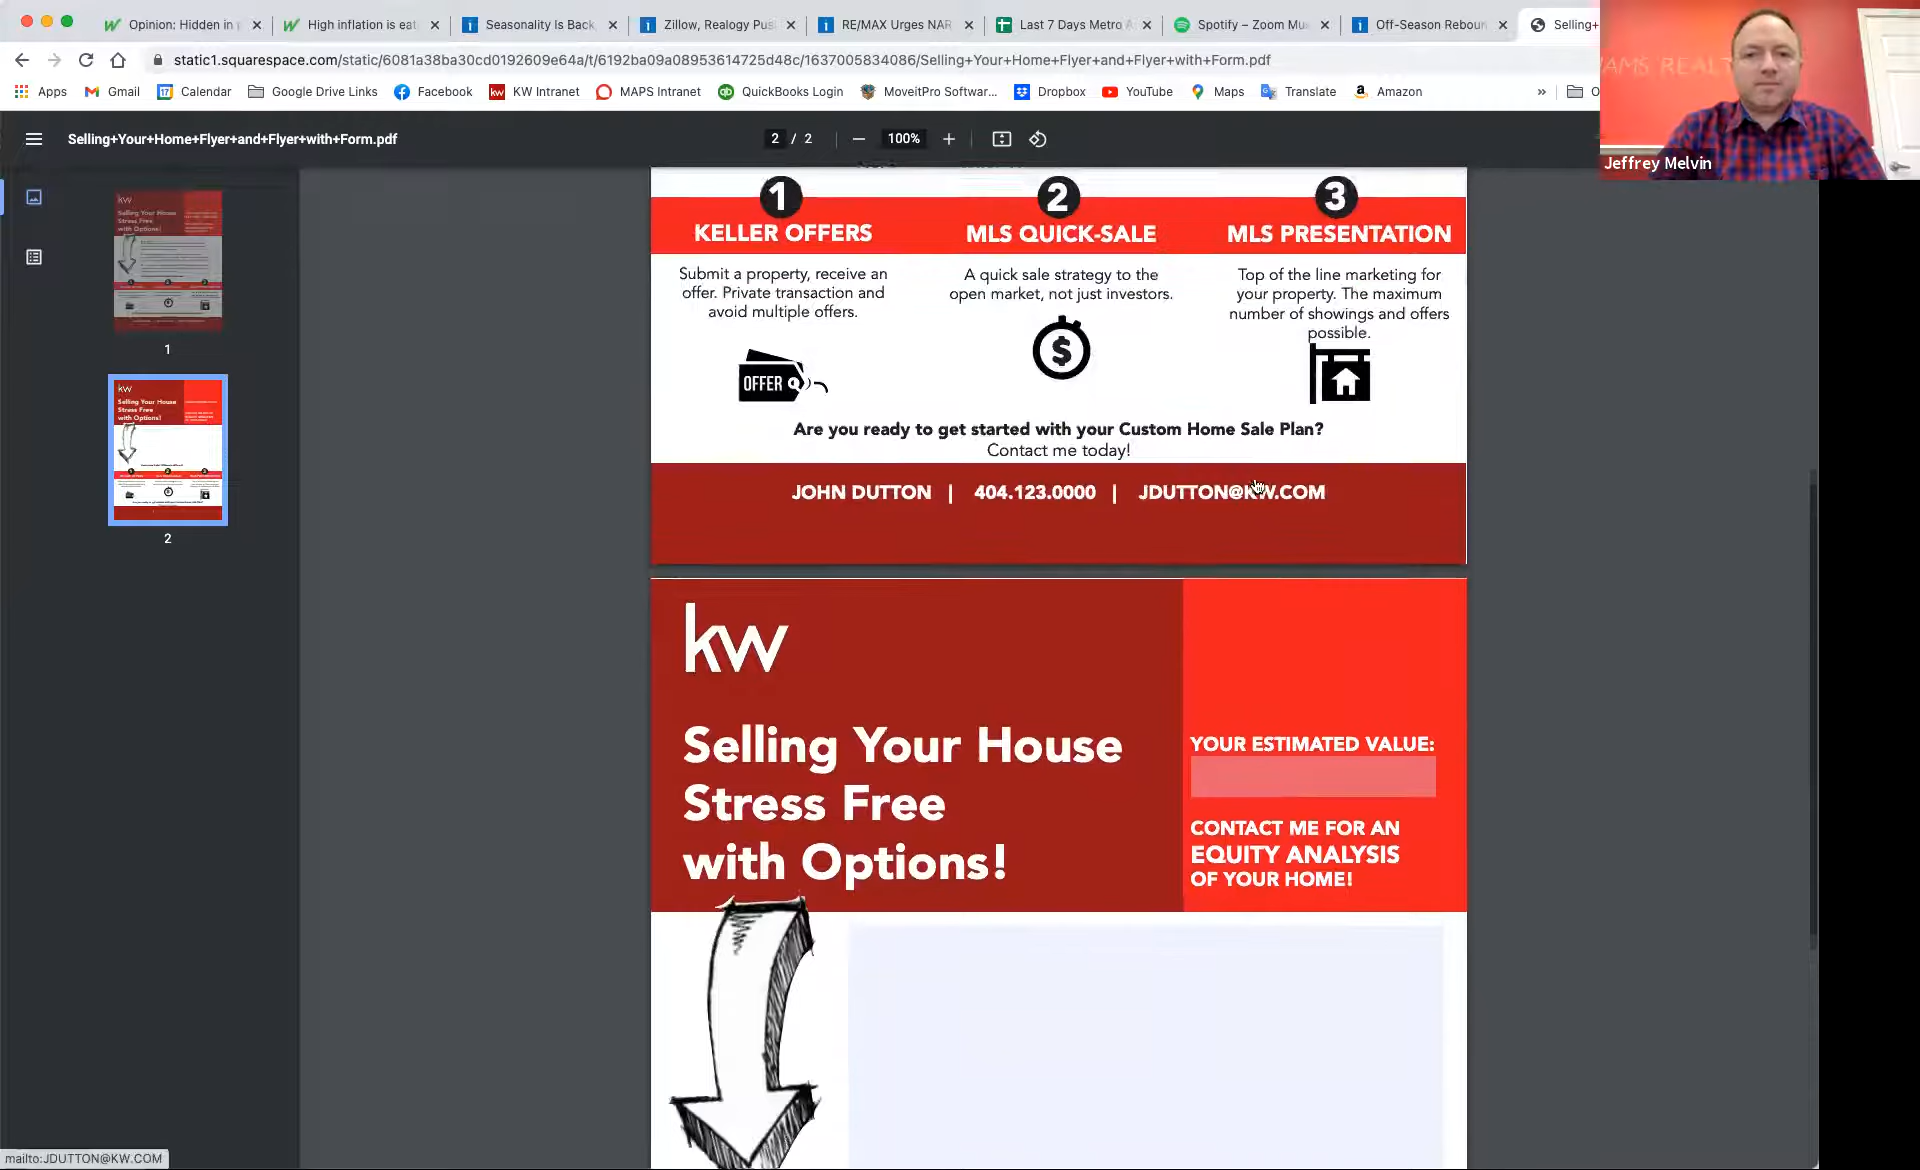 Opinion: Hidden in
High inflation is eat
Seasonality Is Back,
Zillow, Realogy Pus
RE/MAX Urges NAR
Last 7 Days Metro A
Spotify – Zoom Mu
Off-Season Reboun
Selling+
static1.squarespace.com/static/6081a38ba30cd0192609e64a/t/6192ba09a08953614725d48c/1637005834086/Selling+Your+Home+Flyer+and+Flyer+with+Form.pdf
Apps
Gmail
Calendar
Google Drive Links
Facebook
KW Intranet
MAPS Intranet
QuickBooks Login
MoveitPro Softwar...
Dropbox
YouTube
Maps
Translate
Amazon
»
Jeffrey Melvin
Selling+Your+Home+Flyer+and+Flyer+with+Form.pdf
2 / 2
100%
1
2
1
KELLER OFFERS
Submit a property, receive an
offer. Private transaction and
avoid multiple offers.
OFFER
2
MLS QUICK-SALE
A quick sale strategy to the
open market, not just investors.
$
3
MLS PRESENTATION
Top of the line marketing for
your property. The maximum
number of showings and offers
possible.
Are you ready to get started with your Custom Home Sale Plan?
Contact me today!
JOHN DUTTON | 404.123.0000 | JDUTTON@KW.COM
kw
Selling Your House
Stress Free
with Options!
YOUR ESTIMATED VALUE:
CONTACT ME FOR AN
EQUITY ANALYSIS
OF YOUR HOME!
mailto:JDUTTON@KW.COM